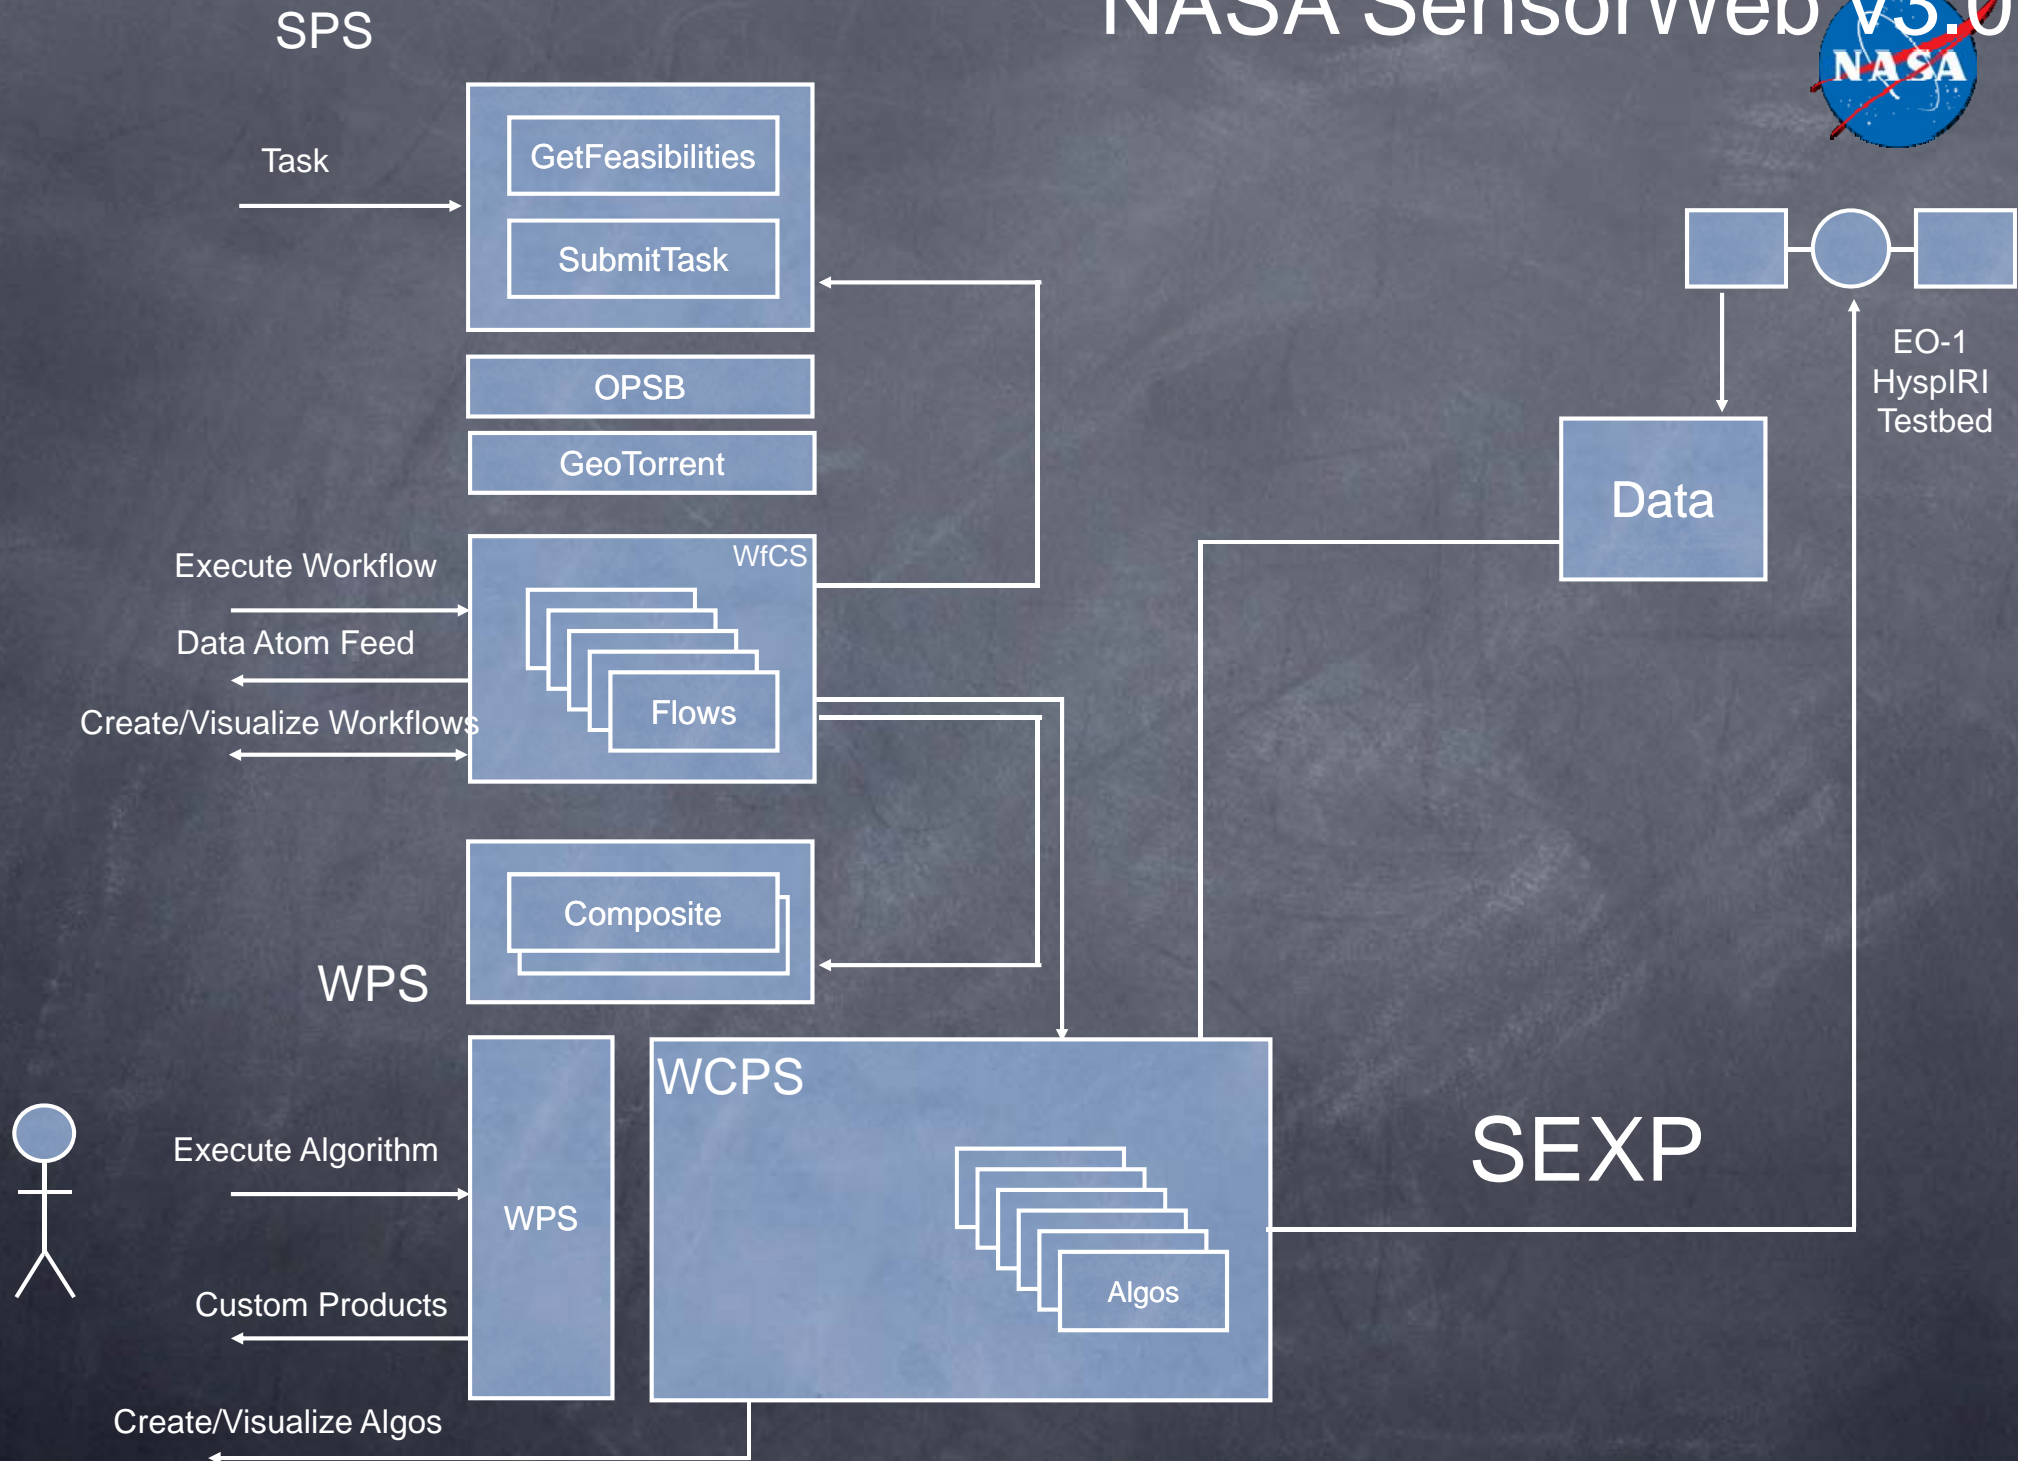 NASA SensorWeb v3.0
NASA
SPS
Task
GetFeasibilities
SubmitTask
OPSB
GeoTorrent
EO-1
HyspIRI
Testbed
Data
Execute Workflow
WfCS
Data Atom Feed
Create/Visualize Workflows
Flows
Composite
WPS
WCPS
Execute Algorithm
WPS
SEXP
Algos
Custom Products
Create/Visualize Algos